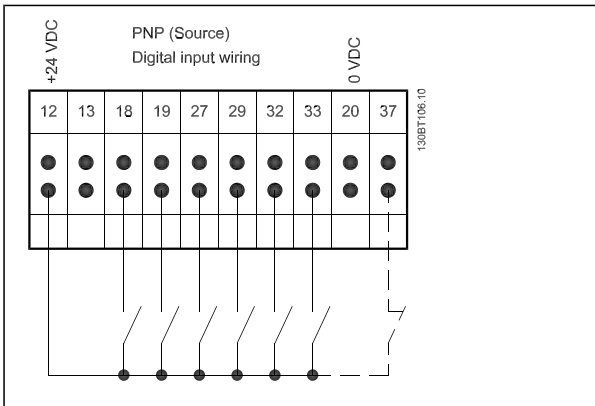 +24 VDC
PNP (Source)
Digital input wiring
0 VDC
12 13 18 19 27 29 32 33 20 37
130BT106.10